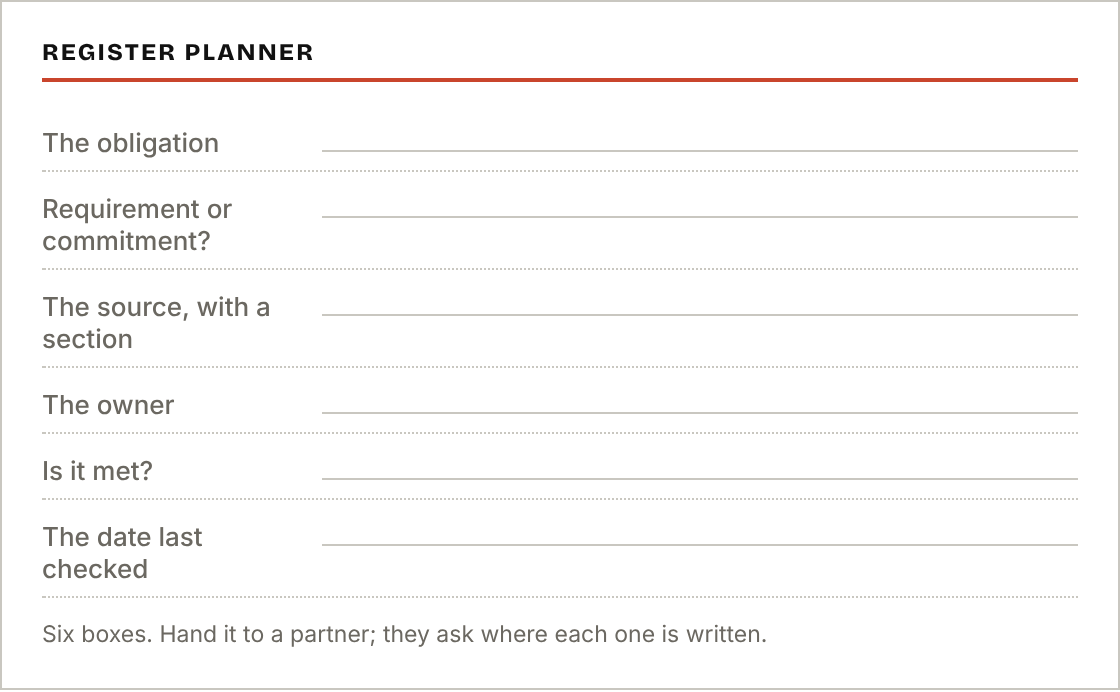 REGISTER PLANNER
The obligation
Requirement or
commitment?
The source, with a
section
The owner
Is it met?
The date last
checked
Six boxes. Hand it to a partner; they ask where each one is written.